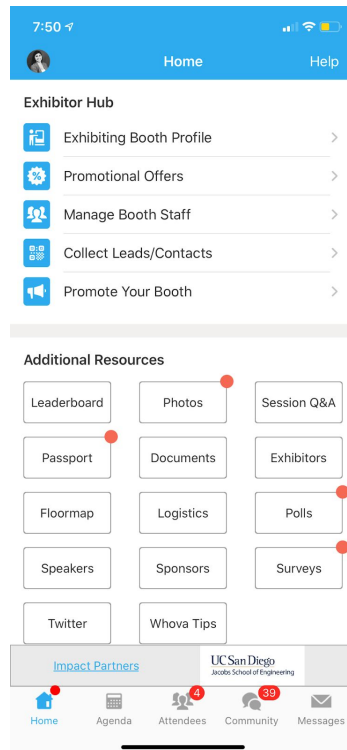 7:50
Home
Help
Exhibitor Hub
Exhibiting Booth Profile
Promotional Offers
Manage Booth Staff
Collect Leads/Contacts
Promote Your Booth
Additional Resources
Leaderboard
Photos
Session Q&A
Passport
Documents
Exhibitors
Floormap
Logistics
Polls
Speakers
Sponsors
Surveys
Twitter
Whova Tips
Impact Partners
UC San Diego
Jacobs School of Engineering
4
39
Home
Agenda
Attendees
Community
Messages